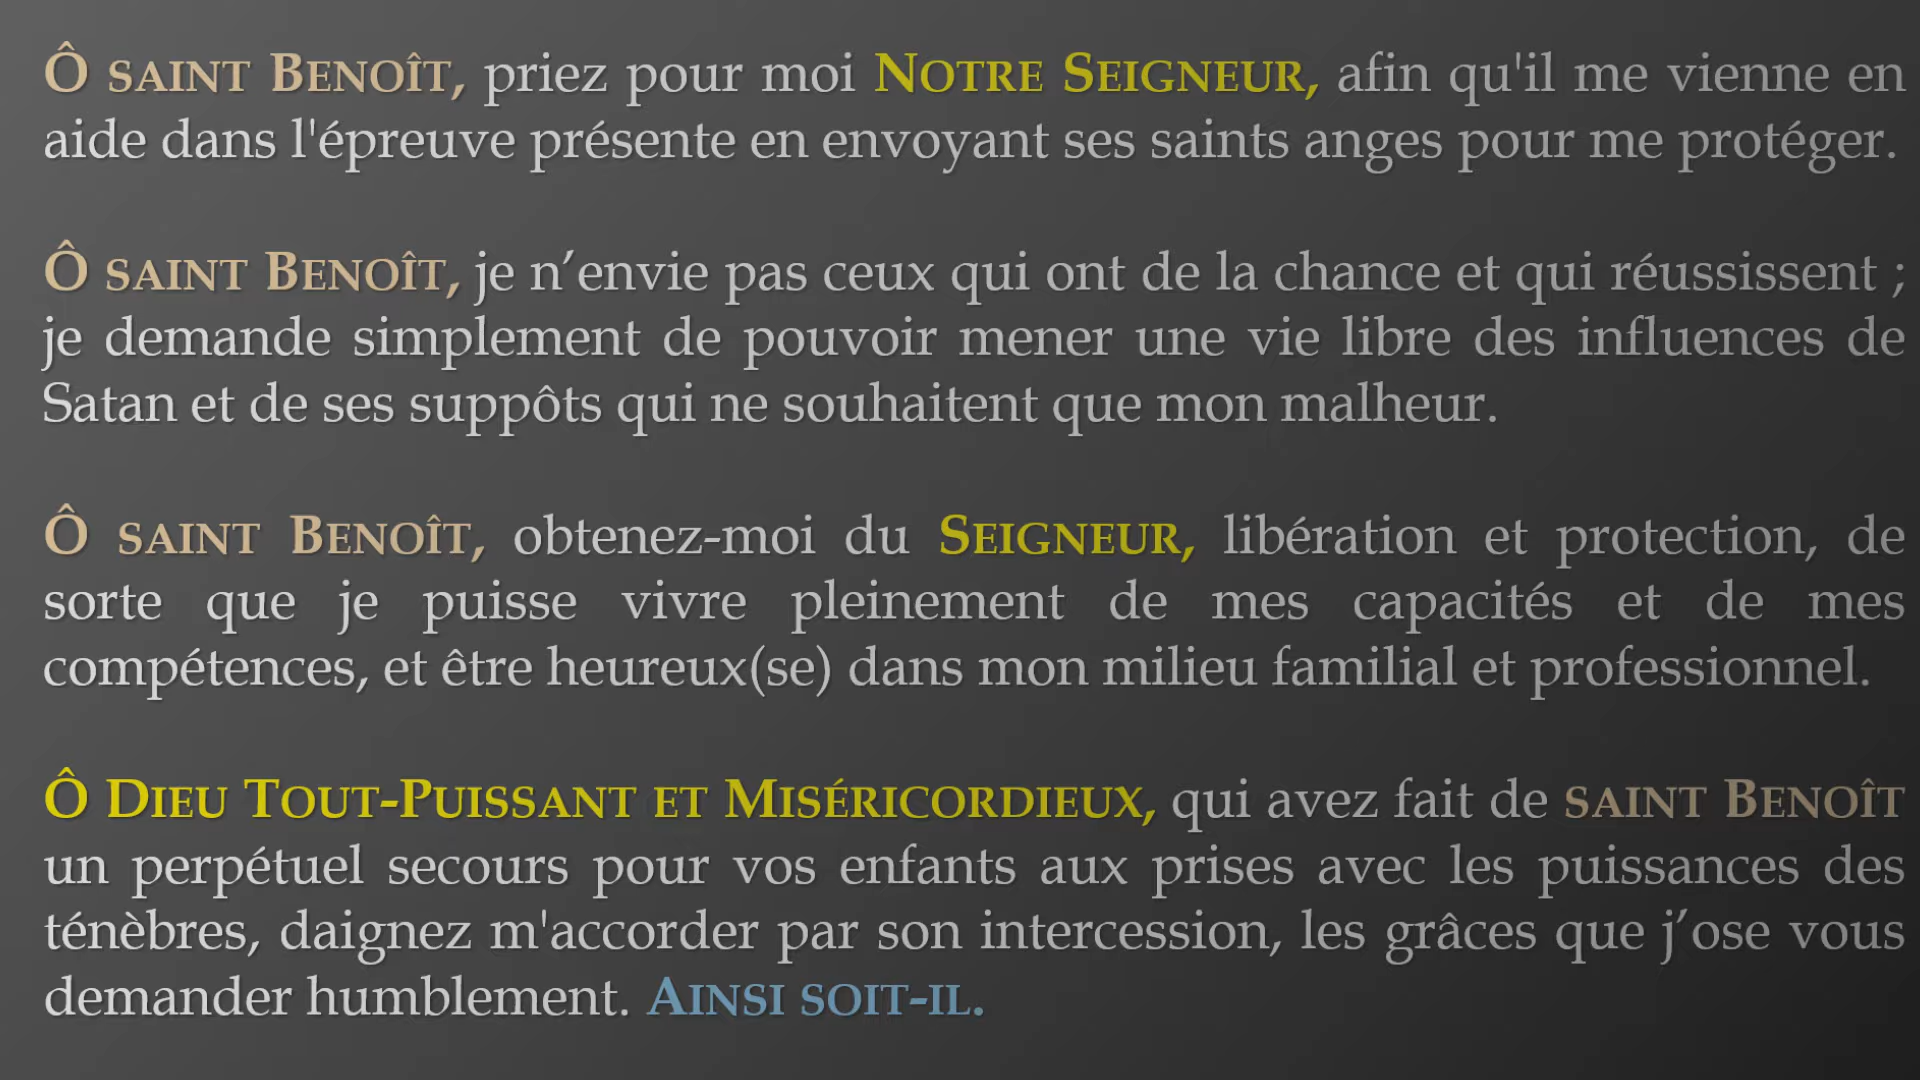 Ô SAINT BENOÎT, priez pour moi NOTRE SEIGNEUR, afin qu'il me vienne en
aide dans l'épreuve présente en envoyant ses saints anges pour me protéger.
Ô SAINT BENOÎT, je n’envie pas ceux qui ont de la chance et qui réussissent ;
je demande simplement de pouvoir mener une vie libre des influences de
Satan et de ses suppôts qui ne souhaitent que mon malheur.
Ô SAINT BENOÎT, obtenez-moi du SEIGNEUR, libération et protection, de
sorte que je puisse vivre pleinement de mes capacités et de mes
compétences, et être heureux(se) dans mon milieu familial et professionnel.
Ô DIEU TOUT-PUISSANT ET MISÉRICORDIEUX, qui avez fait de SAINT BENOÎT
un perpétuel secours pour vos enfants aux prises avec les puissances des
ténèbres, daignez m'accorder par son intercession, les grâces que j’ose vous
demander humblement. AINSI SOIT-IL.